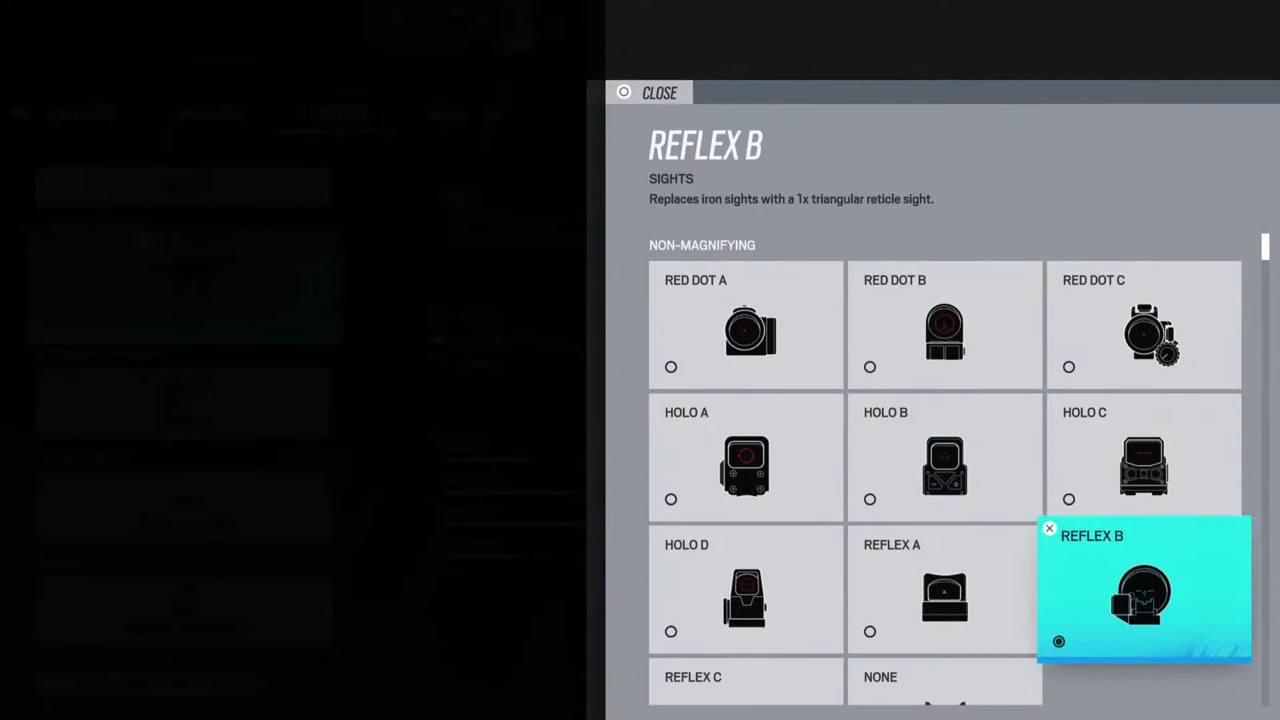 CLOSE
REFLEX B
SIGHTS
Replaces iron sights with a 1x triangular reticle sight.
NON-MAGNIFYING
RED DOT A
RED DOT B
RED DOT C
HOLO A
HOLO B
HOLO C
HOLO D
REFLEX A
REFLEX B
REFLEX C
NONE